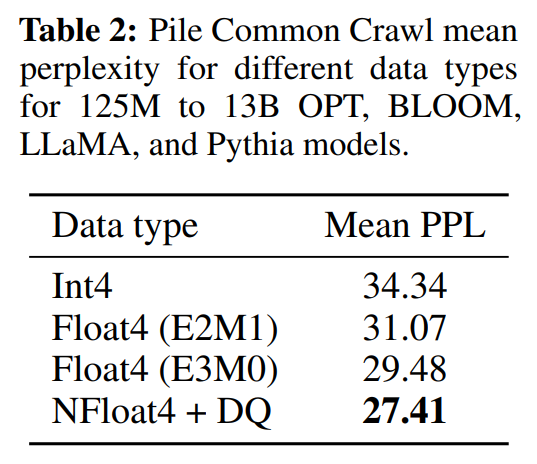 Table 2: Pile Common Crawl mean
perplexity for different data types
for 125M to 13B OPT, BLOOM,
LLaMA, and Pythia models.
Data type Mean PPL
Int4 34.34
Float4 (E2M1) 31.07
Float4 (E3M0) 29.48
NFloat4 + DQ 27.41